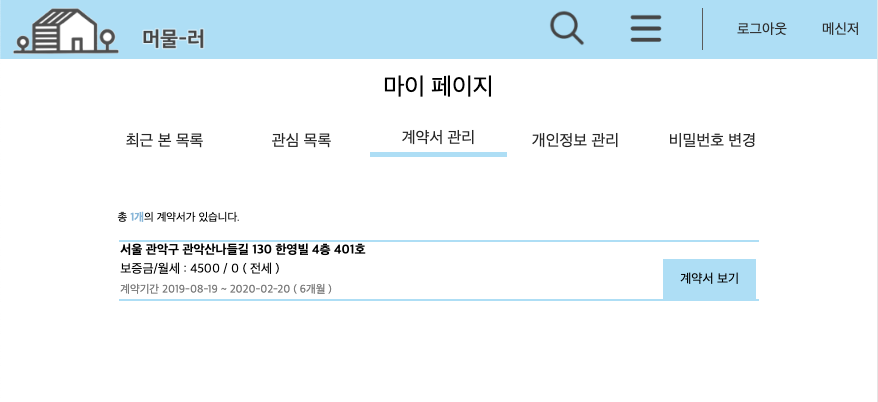 머물-러
로그아웃 메신저
마이 페이지
최근 본 목록 관심 목록 계약서 관리 개인정보 관리 비밀번호 변경
총 1개의 계약서가 있습니다.
서울 관악구 관악산나들길 130 한영빌 4층 401호
보증금/월세 : 4500 / 0 ( 전세 )
계약기간 2019-08-19 ~ 2020-02-20 ( 6개월 )
계약서 보기